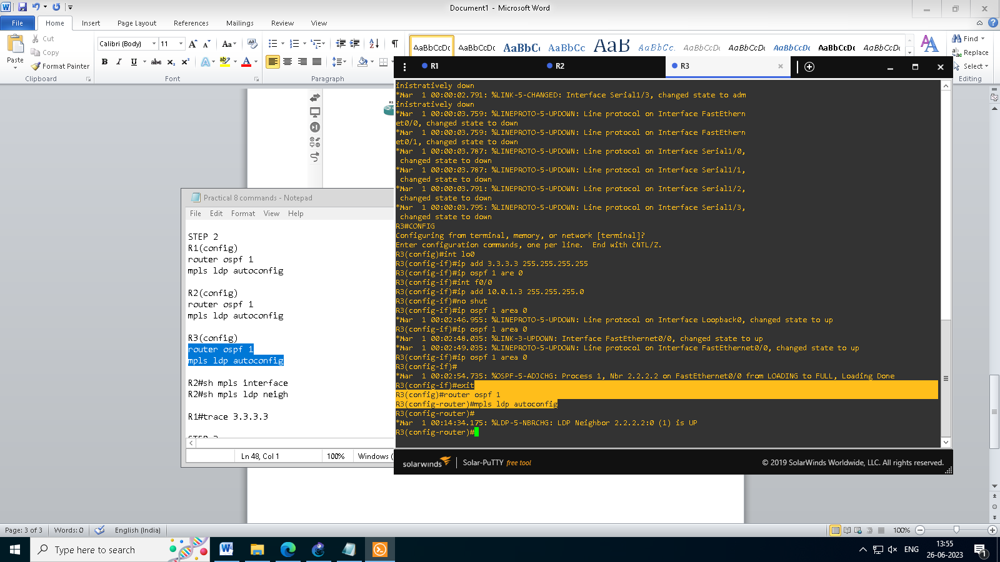 Document1 - Microsoft Word
File Home Insert Page Layout References Mailings Review View
Cut
Copy
Format Painter
Paste
Clipboard
Calibri (Body) 11
Font
Paragraph
AaBbCcDc AaBbCcDc AaBbCc AaBbCc AaB AaBbCc. AaBbCcDc AaBbCcDc AaBbCcDc AaBbCcDc AaBbCcDc
Find
Replace
Select
Editing
R1 R2 R3
inistratively down
*Mar  1 00:00:02.791: %LINK-5-CHANGED: Interface Serial1/3, changed state to adm
inistratively down
*Mar  1 00:00:03.759: %LINEPROTO-5-UPDOWN: Line protocol on Interface FastEthern
et0/0, changed state to down
*Mar  1 00:00:03.759: %LINEPROTO-5-UPDOWN: Line protocol on Interface FastEthern
et0/1, changed state to down
*Mar  1 00:00:03.787: %LINEPROTO-5-UPDOWN: Line protocol on Interface Serial1/0,
 changed state to down
*Mar  1 00:00:03.787: %LINEPROTO-5-UPDOWN: Line protocol on Interface Serial1/1,
 changed state to down
*Mar  1 00:00:03.791: %LINEPROTO-5-UPDOWN: Line protocol on Interface Serial1/2,
 changed state to down
*Mar  1 00:00:03.795: %LINEPROTO-5-UPDOWN: Line protocol on Interface Serial1/3,
 changed state to down
R3#CONFIG
Configuring from terminal, memory, or network [terminal]?
Enter configuration commands, one per line.  End with CNTL/Z.
R3(config)#int lo0
R3(config-if)#ip add 3.3.3.3 255.255.255.255
R3(config-if)#ip ospf 1 are 0
R3(config-if)#int f0/0
R3(config-if)#ip add 10.0.1.3 255.255.255.0
R3(config-if)#no shut
R3(config-if)#ip ospf 1 area 0
*Mar  1 00:02:46.955: %LINEPROTO-5-UPDOWN: Line protocol on Interface Loopback0, changed state to up
R3(config-if)#ip ospf 1 area 0
*Mar  1 00:02:48.035: %LINK-3-UPDOWN: Interface FastEthernet0/0, changed state to up
*Mar  1 00:02:49.035: %LINEPROTO-5-UPDOWN: Line protocol on Interface FastEthernet0/0, changed state to up
R3(config-if)#ip ospf 1 area 0
R3(config-if)#
*Mar  1 00:02:54.735: %OSPF-5-ADJCHG: Process 1, Nbr 2.2.2.2 on FastEthernet0/0 from LOADING to FULL, Loading Done
R3(config-if)#exit
R3(config)#router ospf 1
R3(config-router)#mpls ldp autoconfig
R3(config-router)#
*Mar  1 00:14:34.175: %LDP-5-NBRCHG: LDP Neighbor 2.2.2.2:0 (1) is UP
R3(config-router)#
solarwinds Solar-PuTTY free tool © 2019 SolarWinds Worldwide, LLC. All rights reserved.
Practical 8 commands - Notepad
File Edit Format View Help
STEP 2
R1(config)
router ospf 1
mpls ldp autoconfig
R2(config)
router ospf 1
mpls ldp autoconfig
R3(config)
router ospf 1
mpls ldp autoconfig
R2#sh mpls interface
R2#sh mpls ldp neigh
R1#trace 3.3.3.3
Ln 48, Col 1 100% Windows (
Page: 3 of 3 Words: 0 English (India) 100%
Type here to search
ENG
13:55
26-06-2023
1